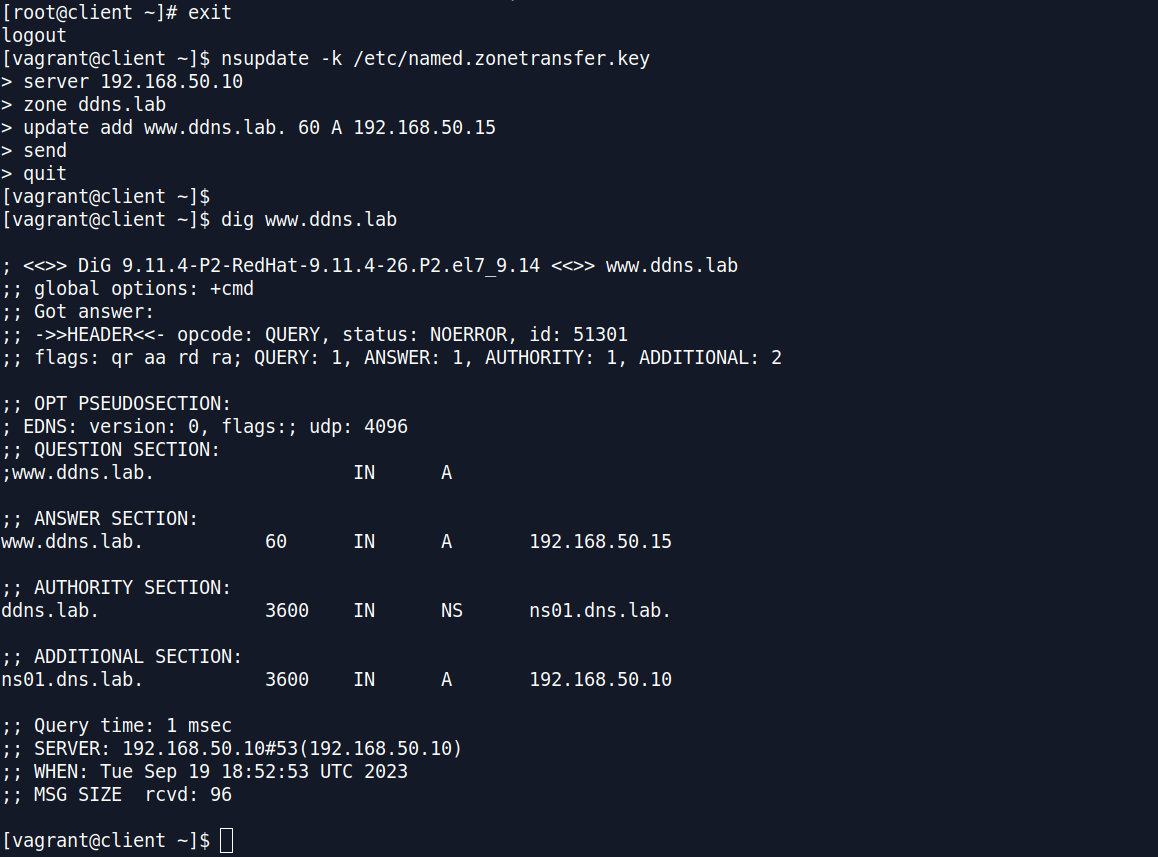 [root@client ~]# exit
logout
[vagrant@client ~]$ nsupdate -k /etc/named.zonetransfer.key
> server 192.168.50.10
> zone ddns.lab
> update add www.ddns.lab. 60 A 192.168.50.15
> send
> quit
[vagrant@client ~]$
[vagrant@client ~]$ dig www.ddns.lab

; <<>> DiG 9.11.4-P2-RedHat-9.11.4-26.P2.el7_9.14 <<>> www.ddns.lab
;; global options: +cmd
;; Got answer:
;; ->>HEADER<<- opcode: QUERY, status: NOERROR, id: 51301
;; flags: qr aa rd ra; QUERY: 1, ANSWER: 1, AUTHORITY: 1, ADDITIONAL: 2

;; OPT PSEUDOSECTION:
; EDNS: version: 0, flags:; udp: 4096
;; QUESTION SECTION:
;www.ddns.lab.                  IN      A

;; ANSWER SECTION:
www.ddns.lab.           60      IN      A       192.168.50.15

;; AUTHORITY SECTION:
ddns.lab.               3600    IN      NS      ns01.dns.lab.

;; ADDITIONAL SECTION:
ns01.dns.lab.           3600    IN      A       192.168.50.10

;; Query time: 1 msec
;; SERVER: 192.168.50.10#53(192.168.50.10)
;; WHEN: Tue Sep 19 18:52:53 UTC 2023
;; MSG SIZE  rcvd: 96

[vagrant@client ~]$